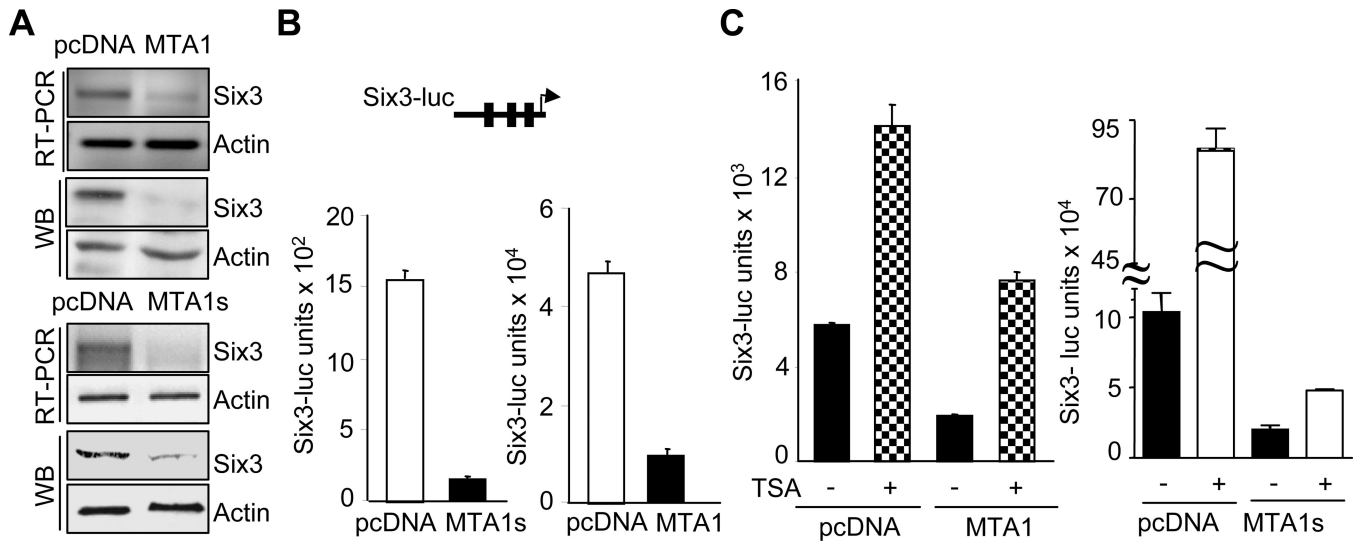 A
pcDNA MTA1
RT-PCR
Six3
Actin
WB
Six3
Actin
pcDNA MTA1s
RT-PCR
Six3
Actin
WB
Six3
Actin
B
Six3-luc
Six3-luc units x 10²
20
15
10
5
0
pcDNA MTA1s
Six3-luc units x 10⁴
6
4
2
0
pcDNA MTA1
C
Six3-luc units x 10³
16
12
8
4
0
TSA - + - +
pcDNA MTA1
Six3- luc units x 10⁴
95
70
45
10
5
0
- + - +
pcDNA MTA1s